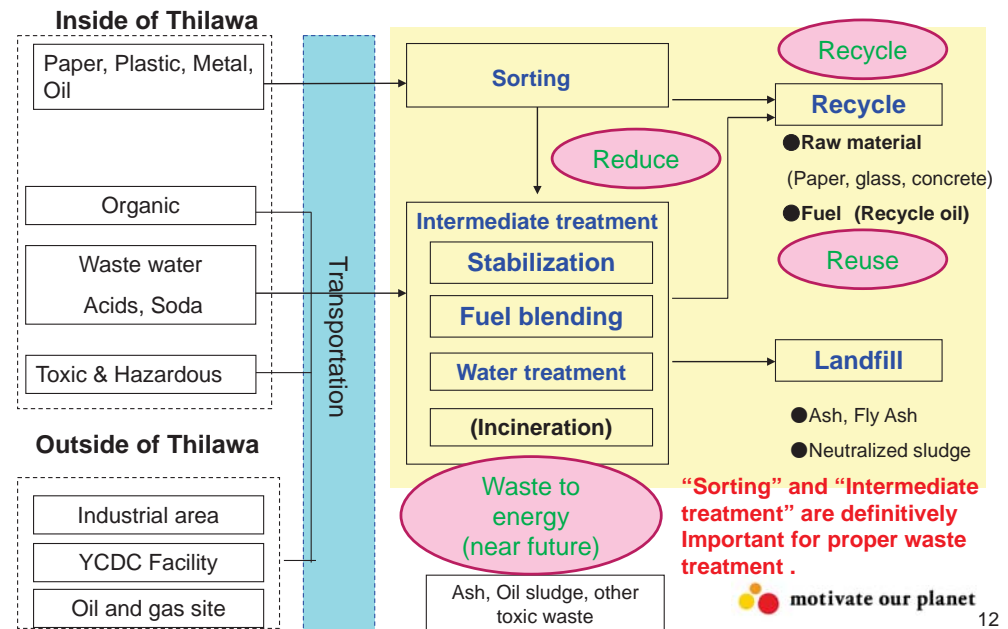 Inside of Thilawa
Paper, Plastic, Metal,
Oil
Organic
Waste water
Acids, Soda
Toxic & Hazardous
Outside of Thilawa
Industrial area
YCDC Facility
Oil and gas site
Transportation
Sorting
Reduce
Intermediate treatment
Stabilization
Fuel blending
Water treatment
(Incineration)
Waste to
energy
(near future)
Ash, Oil sludge, other
toxic waste
Recycle
Recycle
●Raw material
(Paper, glass, concrete)
●Fuel (Recycle oil)
Reuse
Landfill
●Ash, Fly Ash
●Neutralized sludge
“Sorting” and “Intermediate
treatment” are definitively
Important for proper waste
treatment .
motivate our planet
12